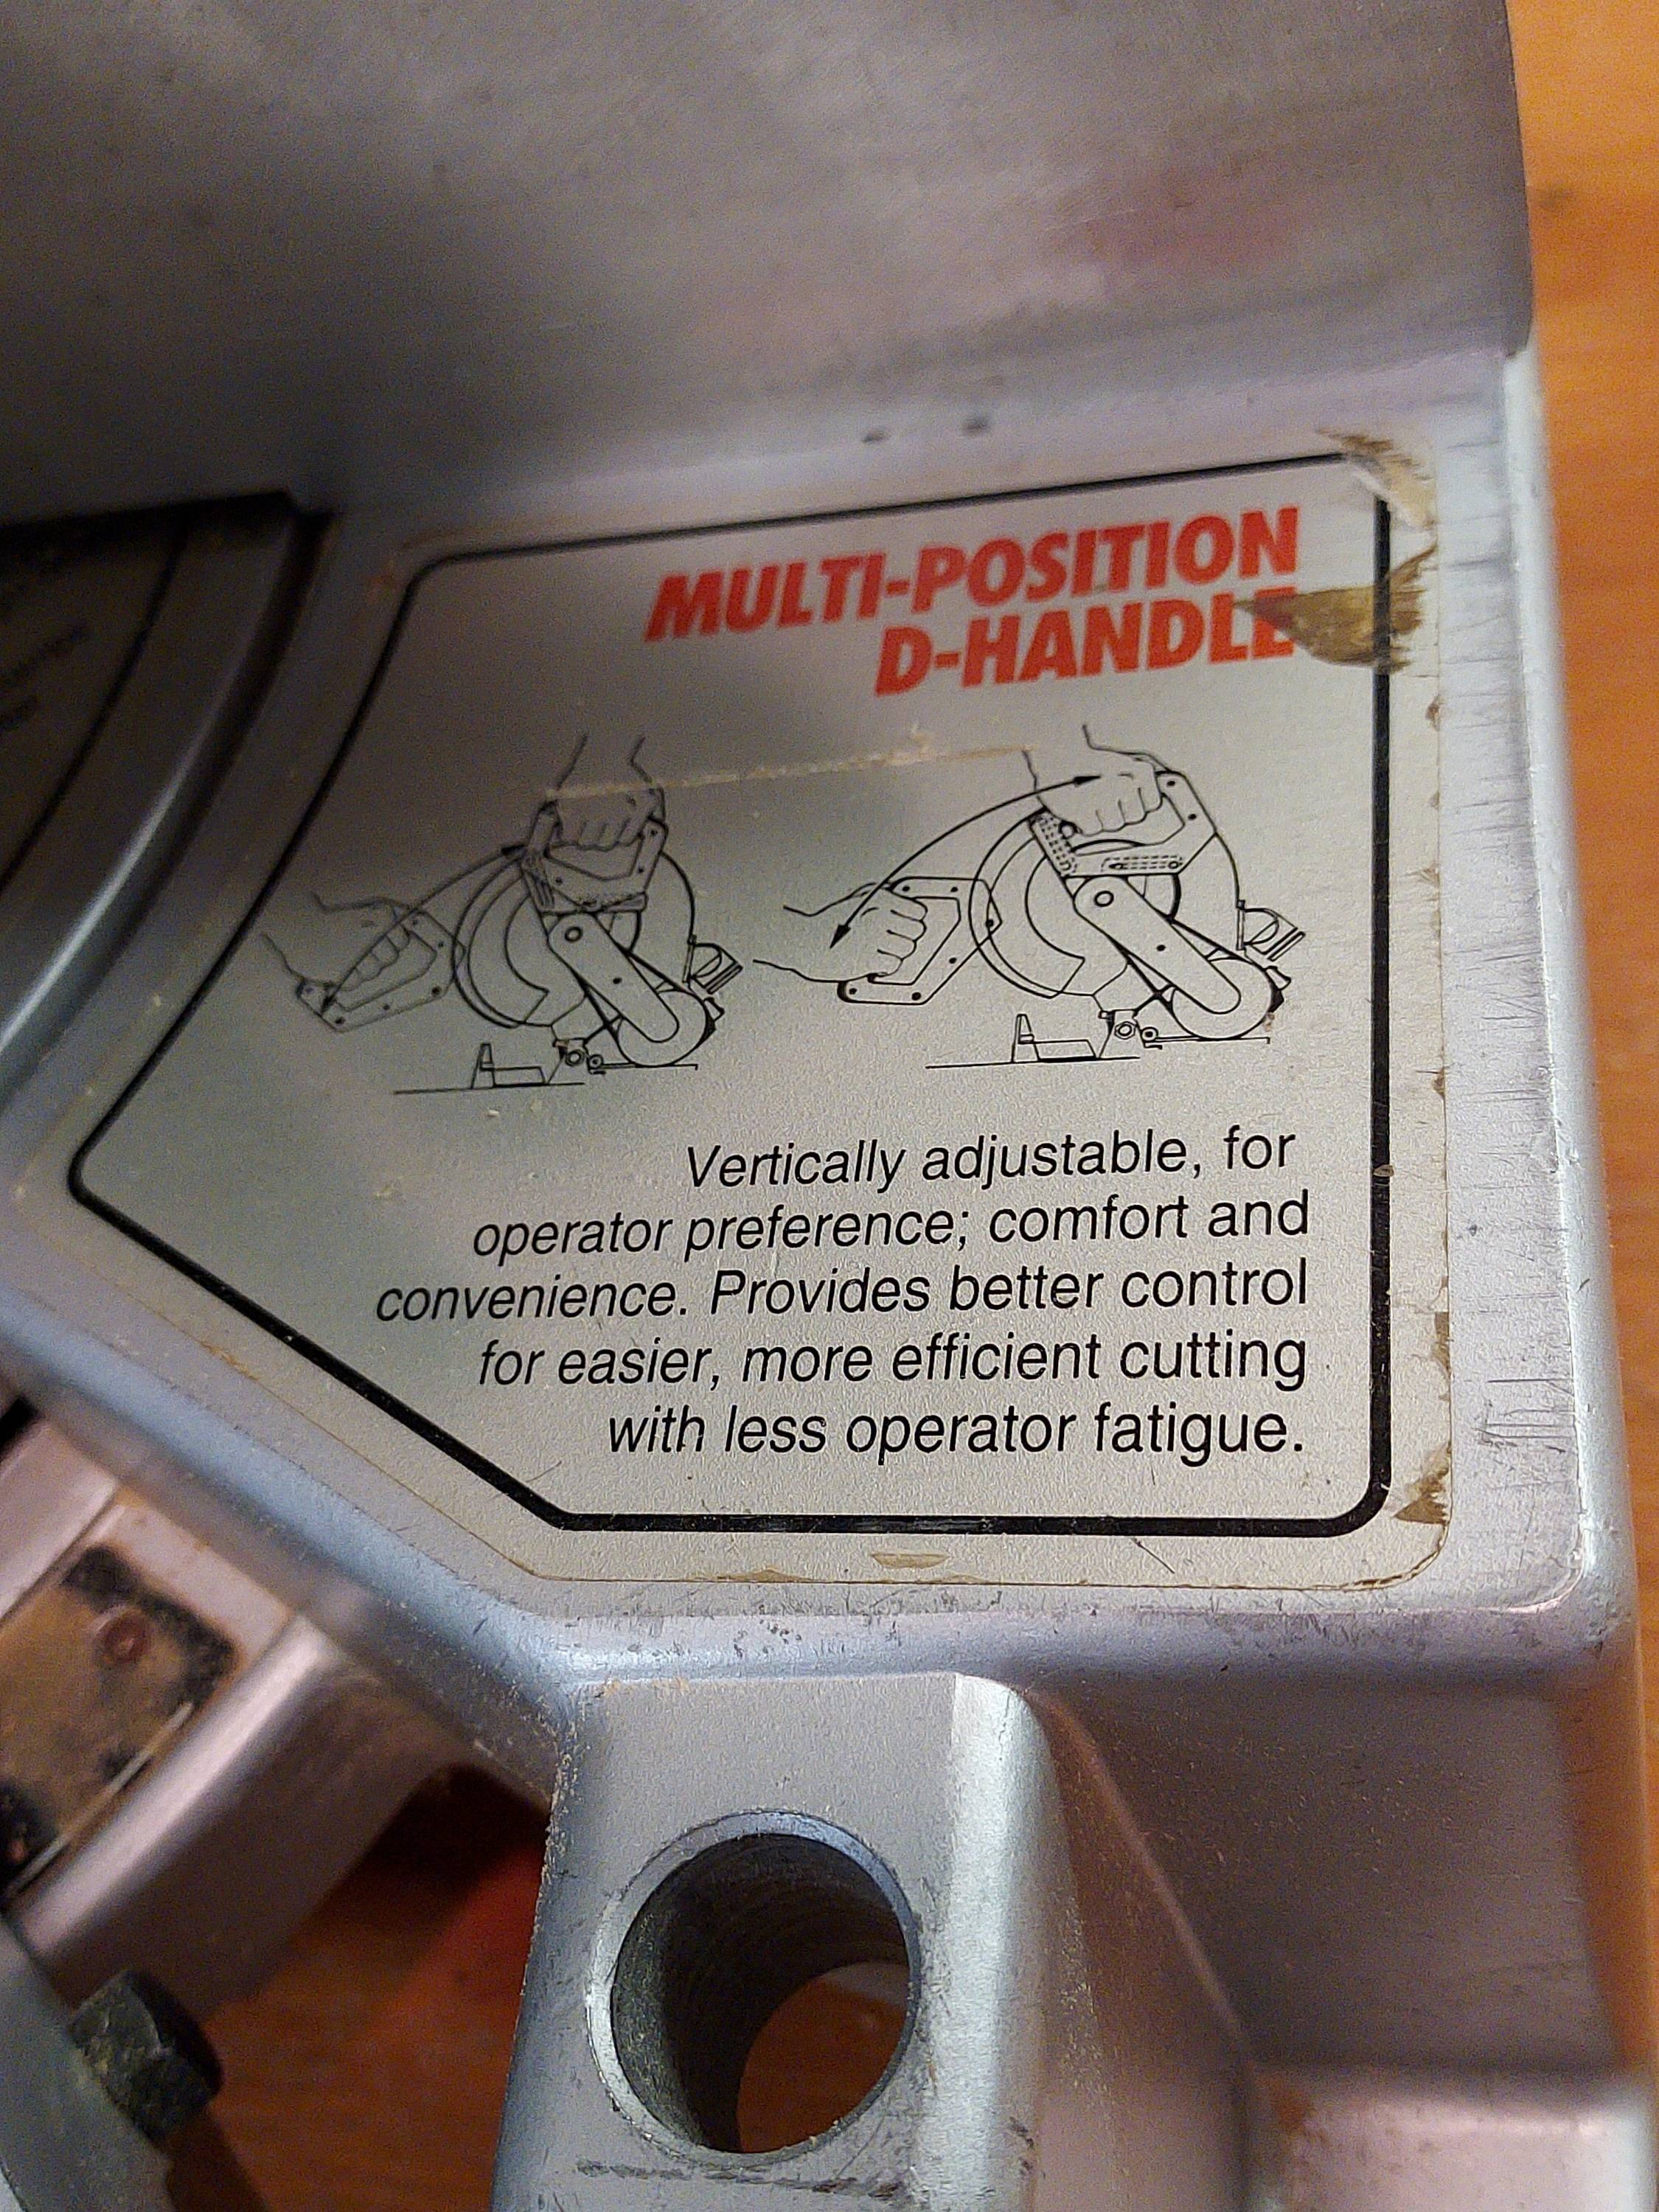 MULTI-POSITION
D-HANDLE
Vertically adjustable, for
operator preference; comfort and
convenience. Provides better control
for easier, more efficient cutting
with less operator fatigue.